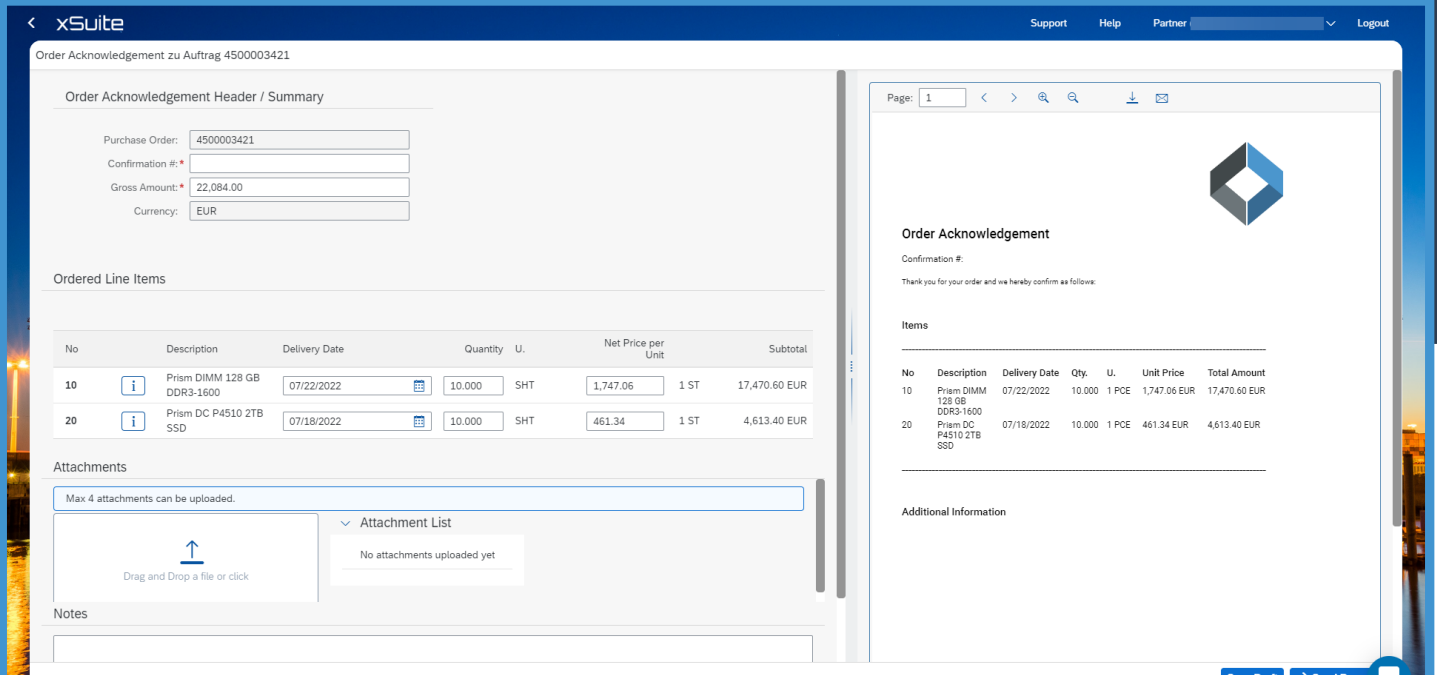 xSuite
Support Help Partner Logout
Order Acknowledgement zu Auftrag 4500003421
Order Acknowledgement Header / Summary
Purchase Order: 4500003421
Confirmation #:*
Gross Amount:* 22,084.00
Currency: EUR
Ordered Line Items
No Description Delivery Date Quantity U. Net Price per Unit Subtotal
10 i Prism DIMM 128 GB DDR3-1600 07/22/2022 10.000 SHT 1,747.06 1 ST 17,470.60 EUR
20 i Prism DC P4510 2TB SSD 07/18/2022 10.000 SHT 461.34 1 ST 4,613.40 EUR
Attachments
Max 4 attachments can be uploaded.
Drag and Drop a file or click
Attachment List
No attachments uploaded yet
Notes
Page: 1
Order Acknowledgement
Confirmation #:
Thank you for your order and we hereby confirm as follows:
Items
No Description Delivery Date Qty. U. Unit Price Total Amount
10 Prism DIMM 07/22/2022 10.000 1 PCE 1,747.06 EUR 17,470.60 EUR
128 GB
DDR3-1600
20 Prism DC 07/18/2022 10.000 1 PCE 461.34 EUR 4,613.40 EUR
P4510 2TB
SSD
Additional Information